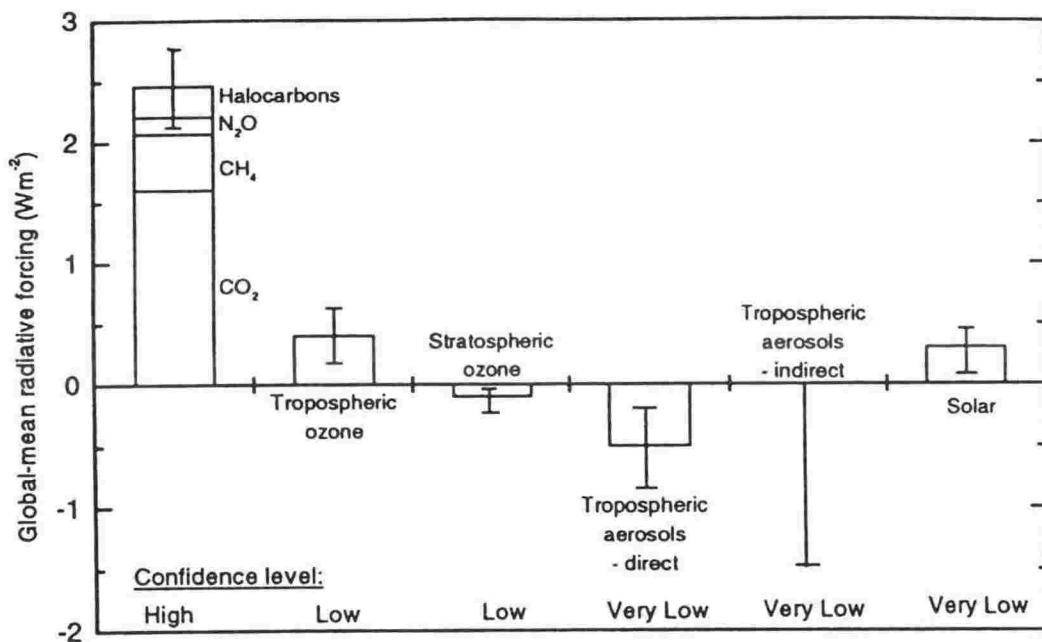 3
2
1
0
-1
-2
Global-mean radiative forcing (Wm⁻²)
Halocarbons
N₂O
CH₄
CO₂
Tropospheric
ozone
Stratospheric
ozone
Tropospheric
aerosols
- direct
Tropospheric
aerosols
- indirect
Solar
Confidence level:
High
Low
Low
Very Low
Very Low
Very Low